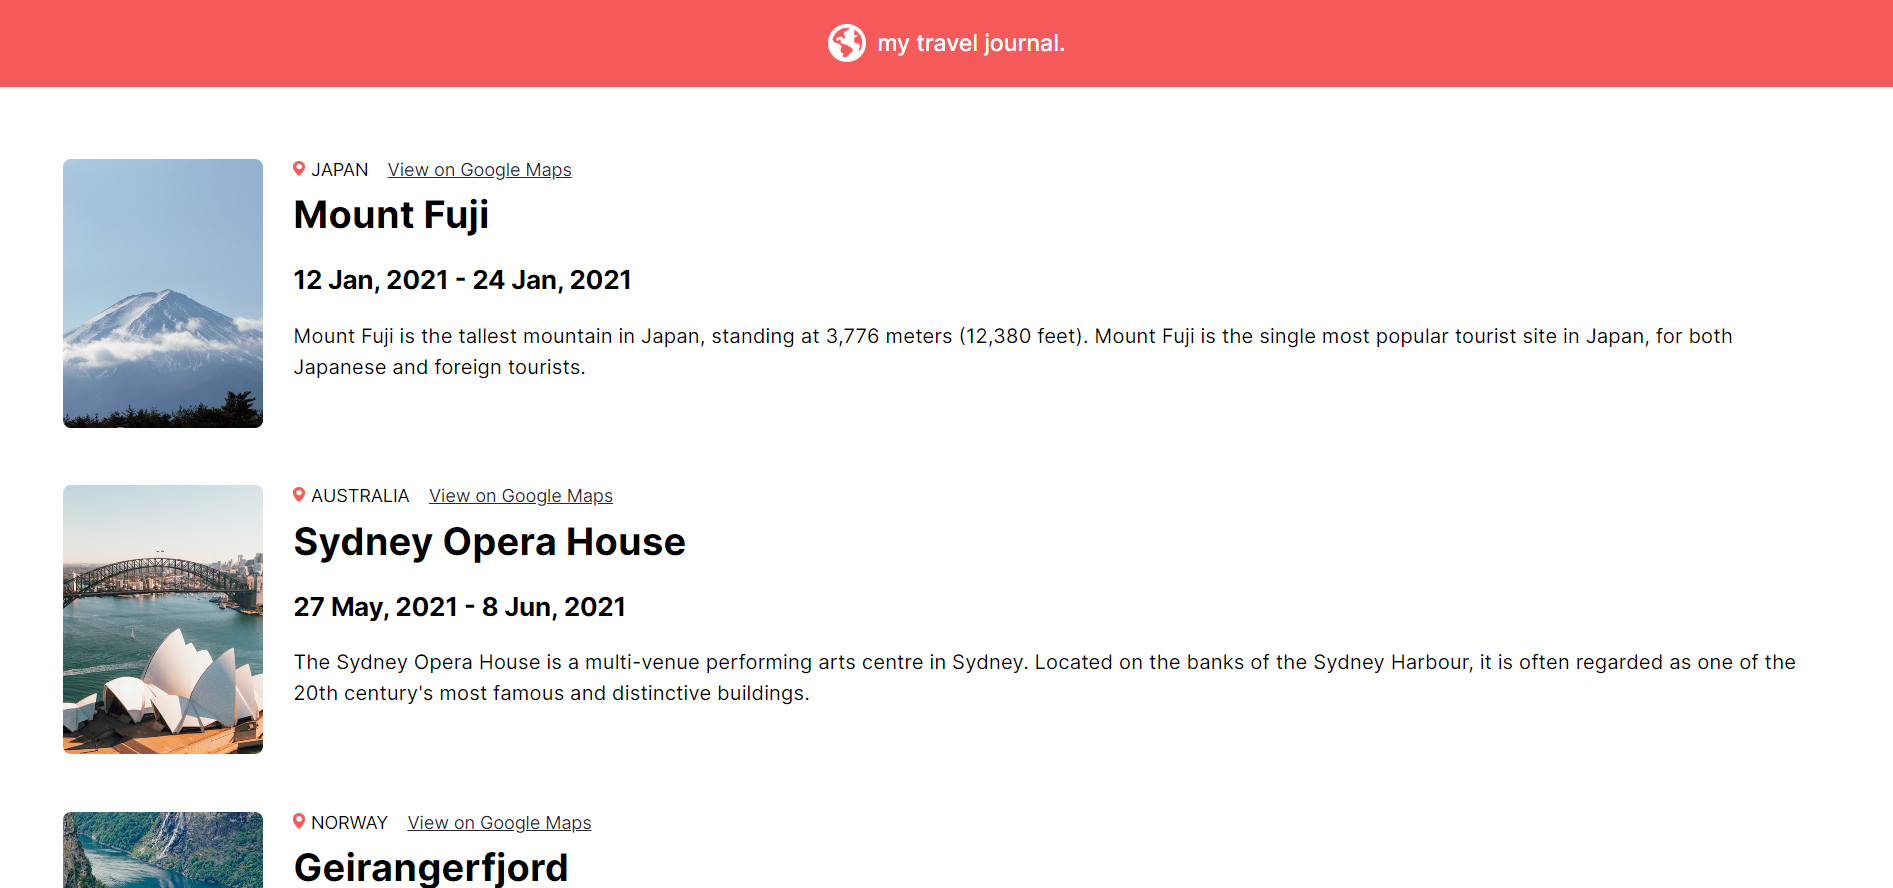 my travel journal.
JAPAN View on Google Maps
Mount Fuji
12 Jan, 2021 - 24 Jan, 2021
Mount Fuji is the tallest mountain in Japan, standing at 3,776 meters (12,380 feet). Mount Fuji is the single most popular tourist site in Japan, for both
Japanese and foreign tourists.
AUSTRALIA View on Google Maps
Sydney Opera House
27 May, 2021 - 8 Jun, 2021
The Sydney Opera House is a multi-venue performing arts centre in Sydney. Located on the banks of the Sydney Harbour, it is often regarded as one of the
20th century's most famous and distinctive buildings.
NORWAY View on Google Maps
Geirangerfjord